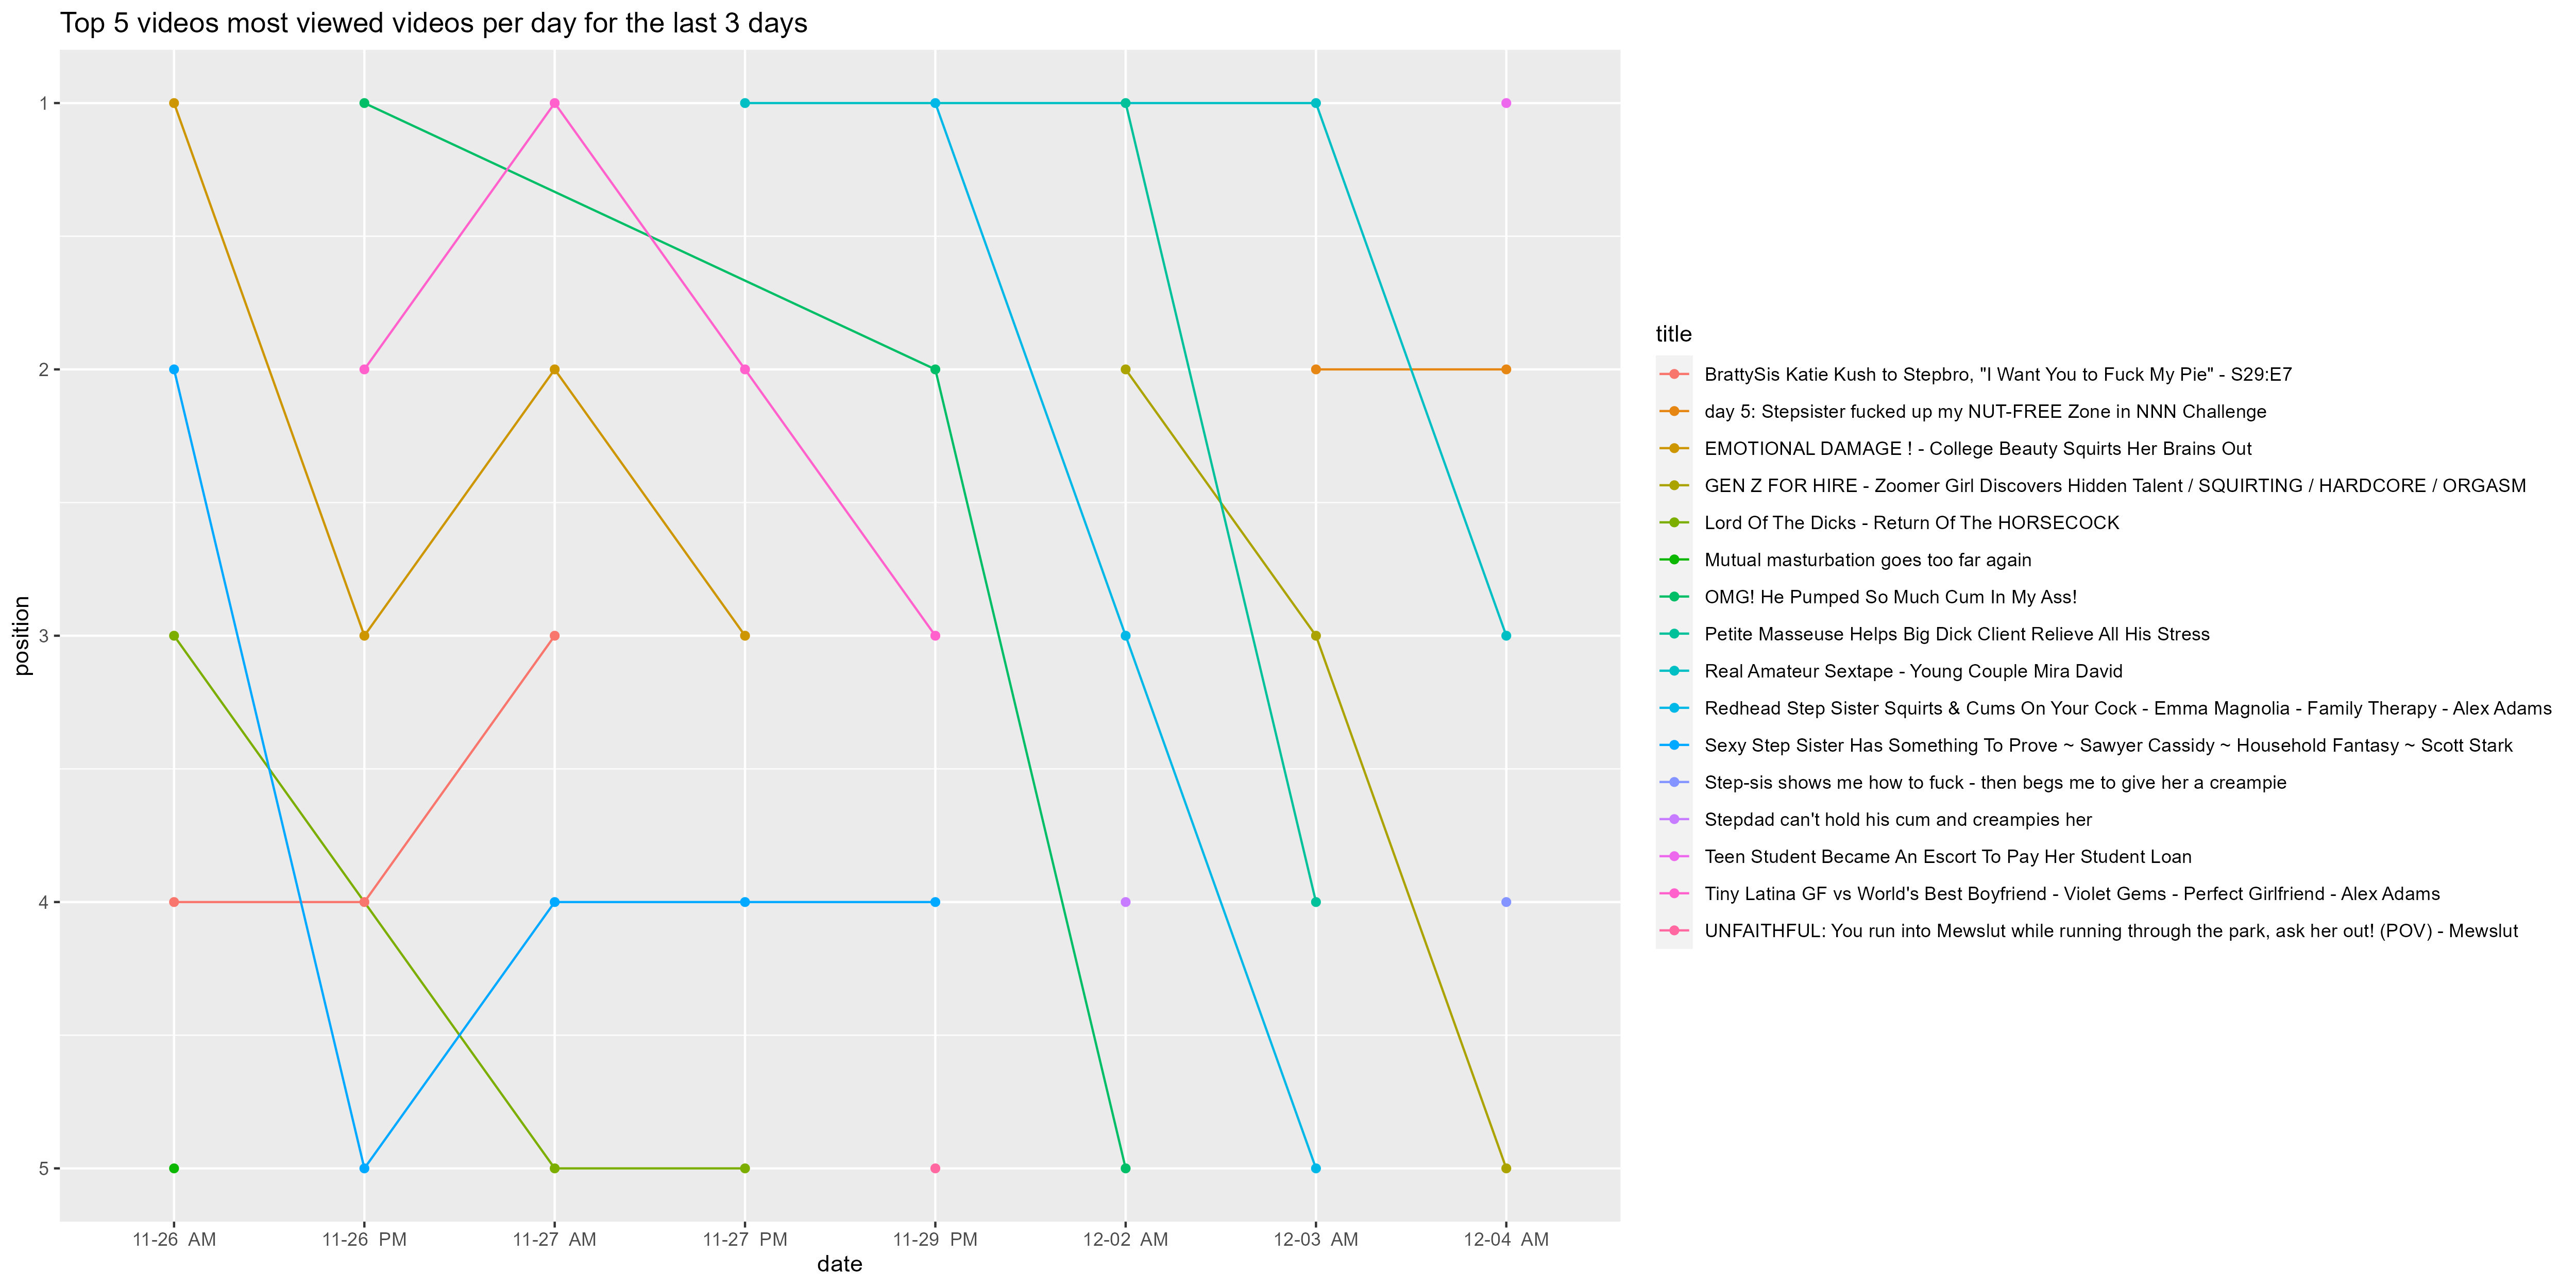 Top 5 videos most viewed videos per day for the last 3 days
position
1
2
3
4
5
11-26 AM
11-26 PM
11-27 AM
11-27 PM
11-29 PM
12-02 AM
12-03 AM
12-04 AM
date
title
BrattySis Katie Kush to Stepbro, "I Want You to Fuck My Pie" - S29:E7
day 5: Stepsister fucked up my NUT-FREE Zone in NNN Challenge
EMOTIONAL DAMAGE ! - College Beauty Squirts Her Brains Out
GEN Z FOR HIRE - Zoomer Girl Discovers Hidden Talent / SQUIRTING / HARDCORE / ORGASM
Lord Of The Dicks - Return Of The HORSECOCK
Mutual masturbation goes too far again
OMG! He Pumped So Much Cum In My Ass!
Petite Masseuse Helps Big Dick Client Relieve All His Stress
Real Amateur Sextape - Young Couple Mira David
Redhead Step Sister Squirts & Cums On Your Cock - Emma Magnolia - Family Therapy - Alex Adams
Sexy Step Sister Has Something To Prove ~ Sawyer Cassidy ~ Household Fantasy ~ Scott Stark
Step-sis shows me how to fuck - then begs me to give her a creampie
Stepdad can't hold his cum and creampies her
Teen Student Became An Escort To Pay Her Student Loan
Tiny Latina GF vs World's Best Boyfriend - Violet Gems - Perfect Girlfriend - Alex Adams
UNFAITHFUL: You run into Mewslut while running through the park, ask her out! (POV) - Mewslut